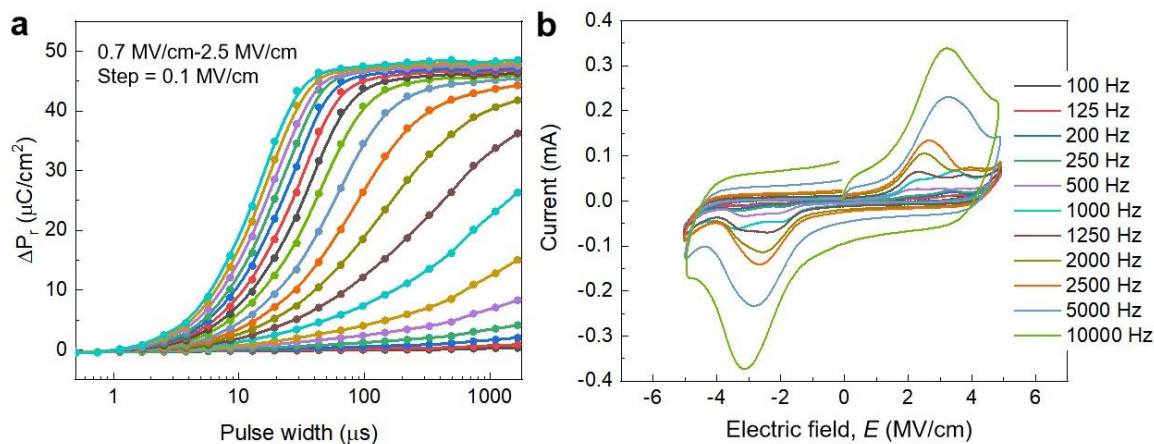 a
0.7 MV/cm-2.5 MV/cm
Step = 0.1 MV/cm
ΔPr (μC/cm²)
50
40
30
20
10
0
1
10
100
1000
Pulse width (μs)
b
Current (mA)
0.4
0.3
0.2
0.1
0.0
-0.1
-0.2
-0.3
-0.4
-6
-4
-2
0
2
4
6
Electric field, E (MV/cm)
100 Hz
125 Hz
200 Hz
250 Hz
500 Hz
1000 Hz
1250 Hz
2000 Hz
2500 Hz
5000 Hz
10000 Hz